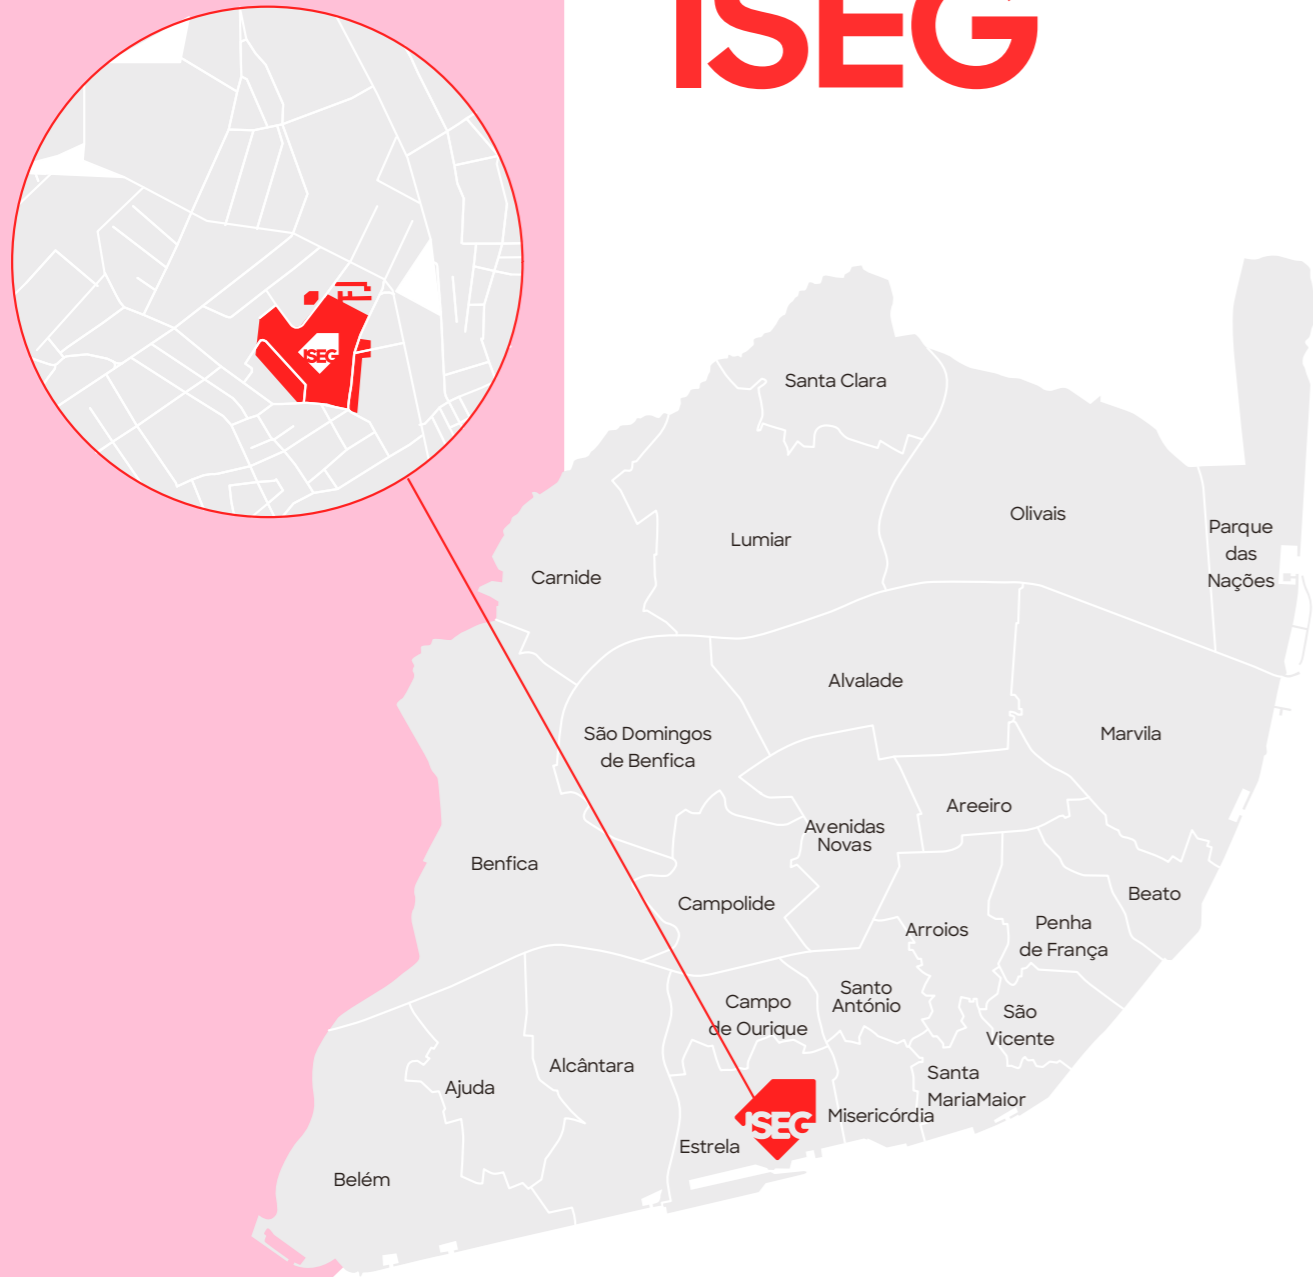 ISEG
ISEG
Santa Clara
Olivais
Parque
das
Nações
Lumiar
Carnide
Alvalade
São Domingos
de Benfica
Marvila
Areeiro
Avenidas
Novas
Benfica
Beato
Campolide
Arroios
Penha
de França
Santo
António
Campo
de Ourique
São
Vicente
Alcântara
Ajuda
Santa
MariaMaior
Misericórdia
ISEG
Estrela
Belém